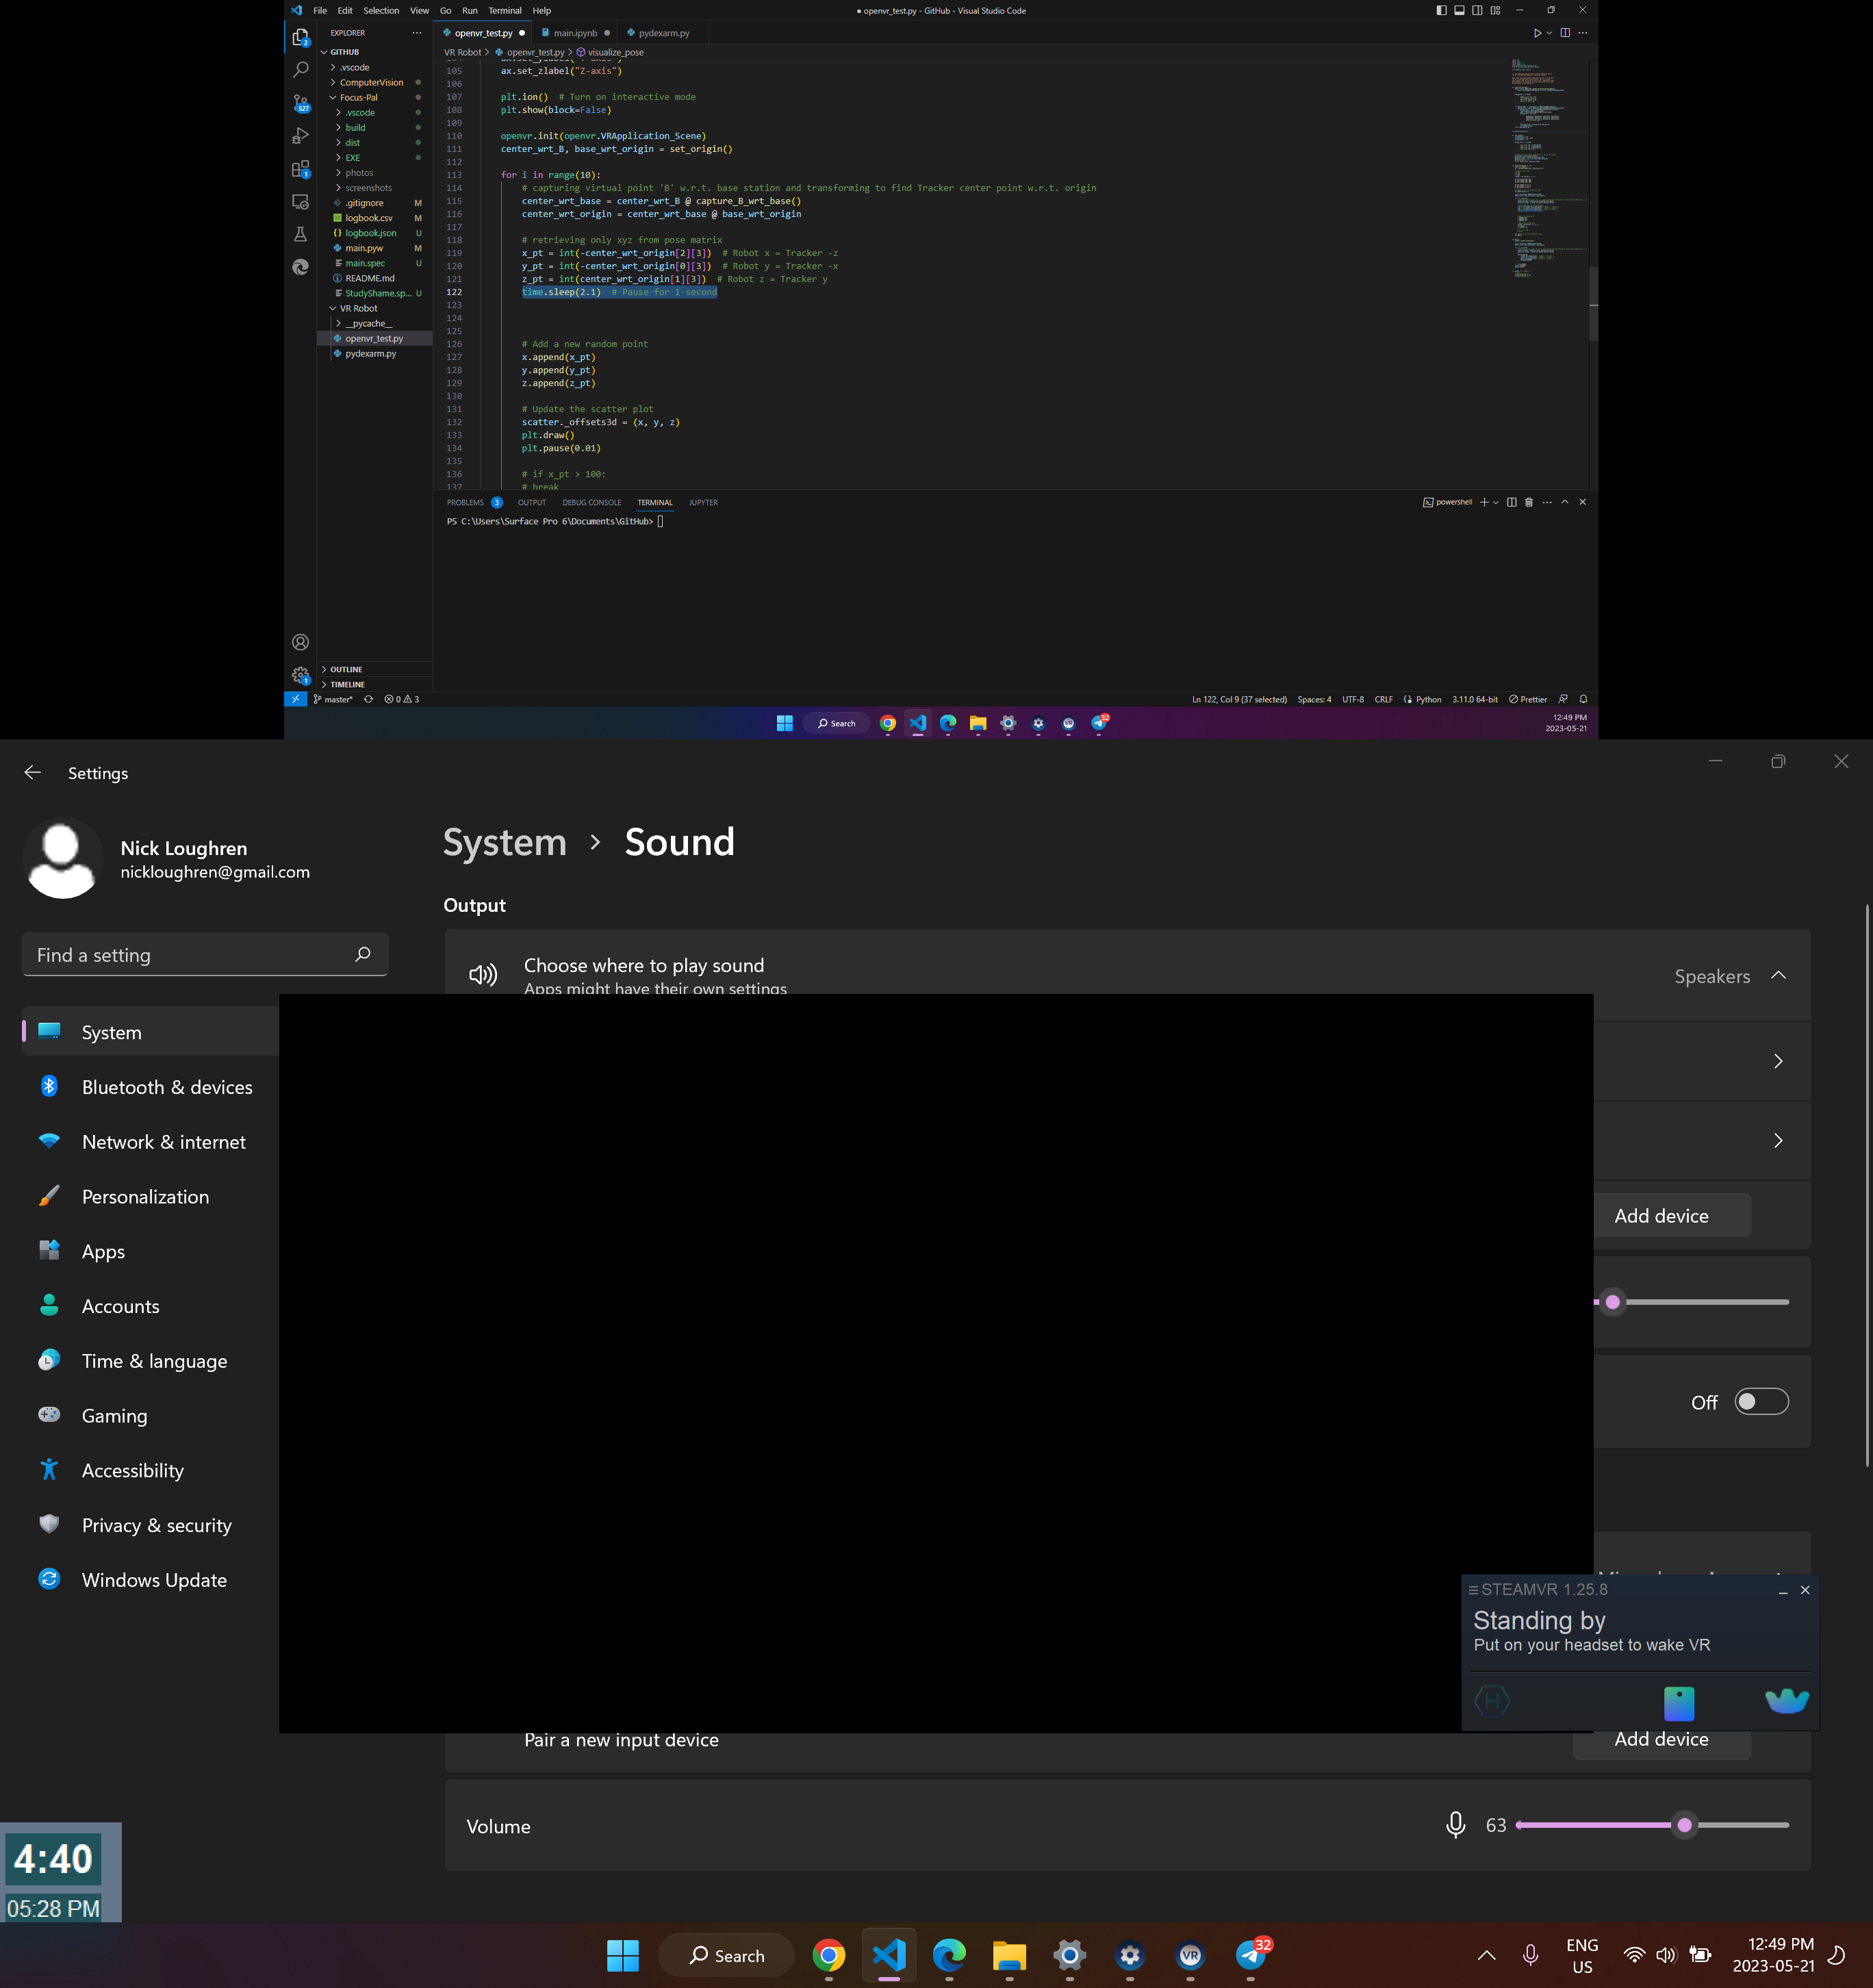 File Edit Selection View Go Run Terminal Help
● openvr_test.py - GitHub - Visual Studio Code
EXPLORER
GITHUB
.vscode
ComputerVision
Focus-Pal
.vscode
build
dist
EXE
photos
screenshots
.gitignore M
logbook.csv M
logbook.json U
main.pyw M
main.spec U
README.md
StudyShame.sp... U
VR Robot
__pycache__
openvr_test.py
pydexarm.py
OUTLINE
TIMELINE
2
527
1
1
openvr_test.py main.ipynb pydexarm.py
VR Robot > openvr_test.py > visualize_pose
105 ax.set_zlabel("Z-axis")
106
107 plt.ion() # Turn on interactive mode
108 plt.show(block=False)
109
110 openvr.init(openvr.VRApplication_Scene)
111 center_wrt_B, base_wrt_origin = set_origin()
112
113 for i in range(10):
114 # capturing virtual point 'B' w.r.t. base station and transforming to find Tracker center point w.r.t. origin
115 center_wrt_base = center_wrt_B @ capture_B_wrt_base()
116 center_wrt_origin = center_wrt_base @ base_wrt_origin
117
118 # retrieving only xyz from pose matrix
119 x_pt = int(-center_wrt_origin[2][3]) # Robot x = Tracker -z
120 y_pt = int(-center_wrt_origin[0][3]) # Robot y = Tracker -x
121 z_pt = int(center_wrt_origin[1][3]) # Robot z = Tracker y
122 time.sleep(2.1) # Pause for 1 second
123
124
125
126 # Add a new random point
127 x.append(x_pt)
128 y.append(y_pt)
129 z.append(z_pt)
130
131 # Update the scatter plot
132 scatter._offsets3d = (x, y, z)
133 plt.draw()
134 plt.pause(0.01)
135
136 # if x_pt > 100:
137 # break
PROBLEMS 3 OUTPUT DEBUG CONSOLE TERMINAL JUPYTER
powershell
PS C:\Users\Surface Pro 6\Documents\GitHub>
master* 0 3
Ln 122, Col 9 (37 selected) Spaces: 4 UTF-8 CRLF Python 3.11.0 64-bit Prettier
Search
VR
32
12:49 PM
2023-05-21
Settings
Nick Loughren
nickloughren@gmail.com
Find a setting
System
Bluetooth & devices
Network & internet
Personalization
Apps
Accounts
Time & language
Gaming
Accessibility
Privacy & security
Windows Update
System > Sound
Output
Choose where to play sound
Apps might have their own settings
Speakers
Add device
Off
STEAMVR 1.25.8
Standing by
Put on your headset to wake VR
H
Pair a new input device
Add device
Volume
63
4:40
05:28 PM
Search
VR
32
ENG
US
12:49 PM
2023-05-21